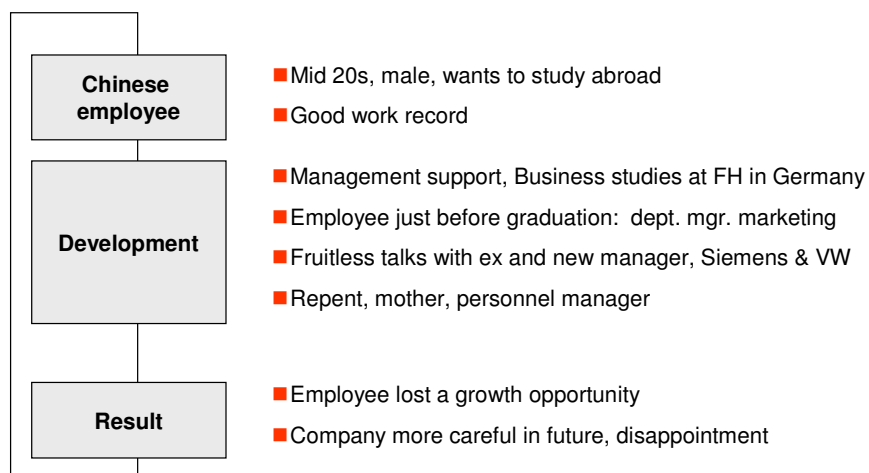 Chinese
employee
■ Mid 20s, male, wants to study abroad
■ Good work record
Development
■ Management support, Business studies at FH in Germany
■ Employee just before graduation: dept. mgr. marketing
■ Fruitless talks with ex and new manager, Siemens & VW
■ Repent, mother, personnel manager
Result
■ Employee lost a growth opportunity
■ Company more careful in future, disappointment